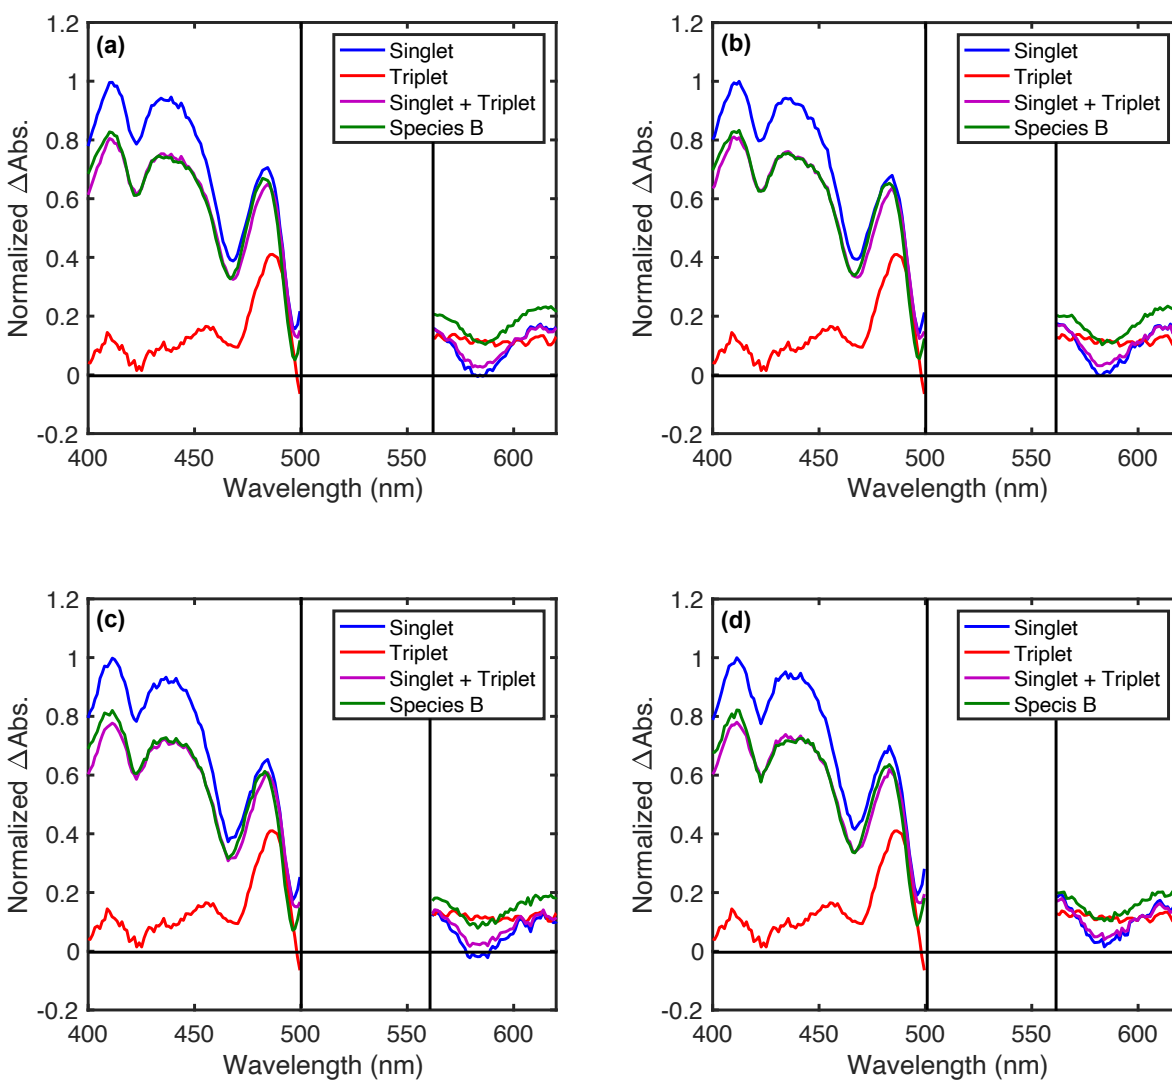 (a)
Singlet
Triplet
Singlet + Triplet
Species B
Normalized ΔAbs.
1.2
1
0.8
0.6
0.4
0.2
0
-0.2
400
450
500
550
600
Wavelength (nm)
(b)
Singlet
Triplet
Singlet + Triplet
Species B
Normalized ΔAbs.
1.2
1
0.8
0.6
0.4
0.2
0
-0.2
400
450
500
550
600
Wavelength (nm)
(c)
Singlet
Triplet
Singlet + Triplet
Species B
Normalized ΔAbs.
1.2
1
0.8
0.6
0.4
0.2
0
-0.2
400
450
500
550
600
Wavelength (nm)
(d)
Singlet
Triplet
Singlet + Triplet
Specis B
Normalized ΔAbs.
1.2
1
0.8
0.6
0.4
0.2
0
-0.2
400
450
500
550
600
Wavelength (nm)